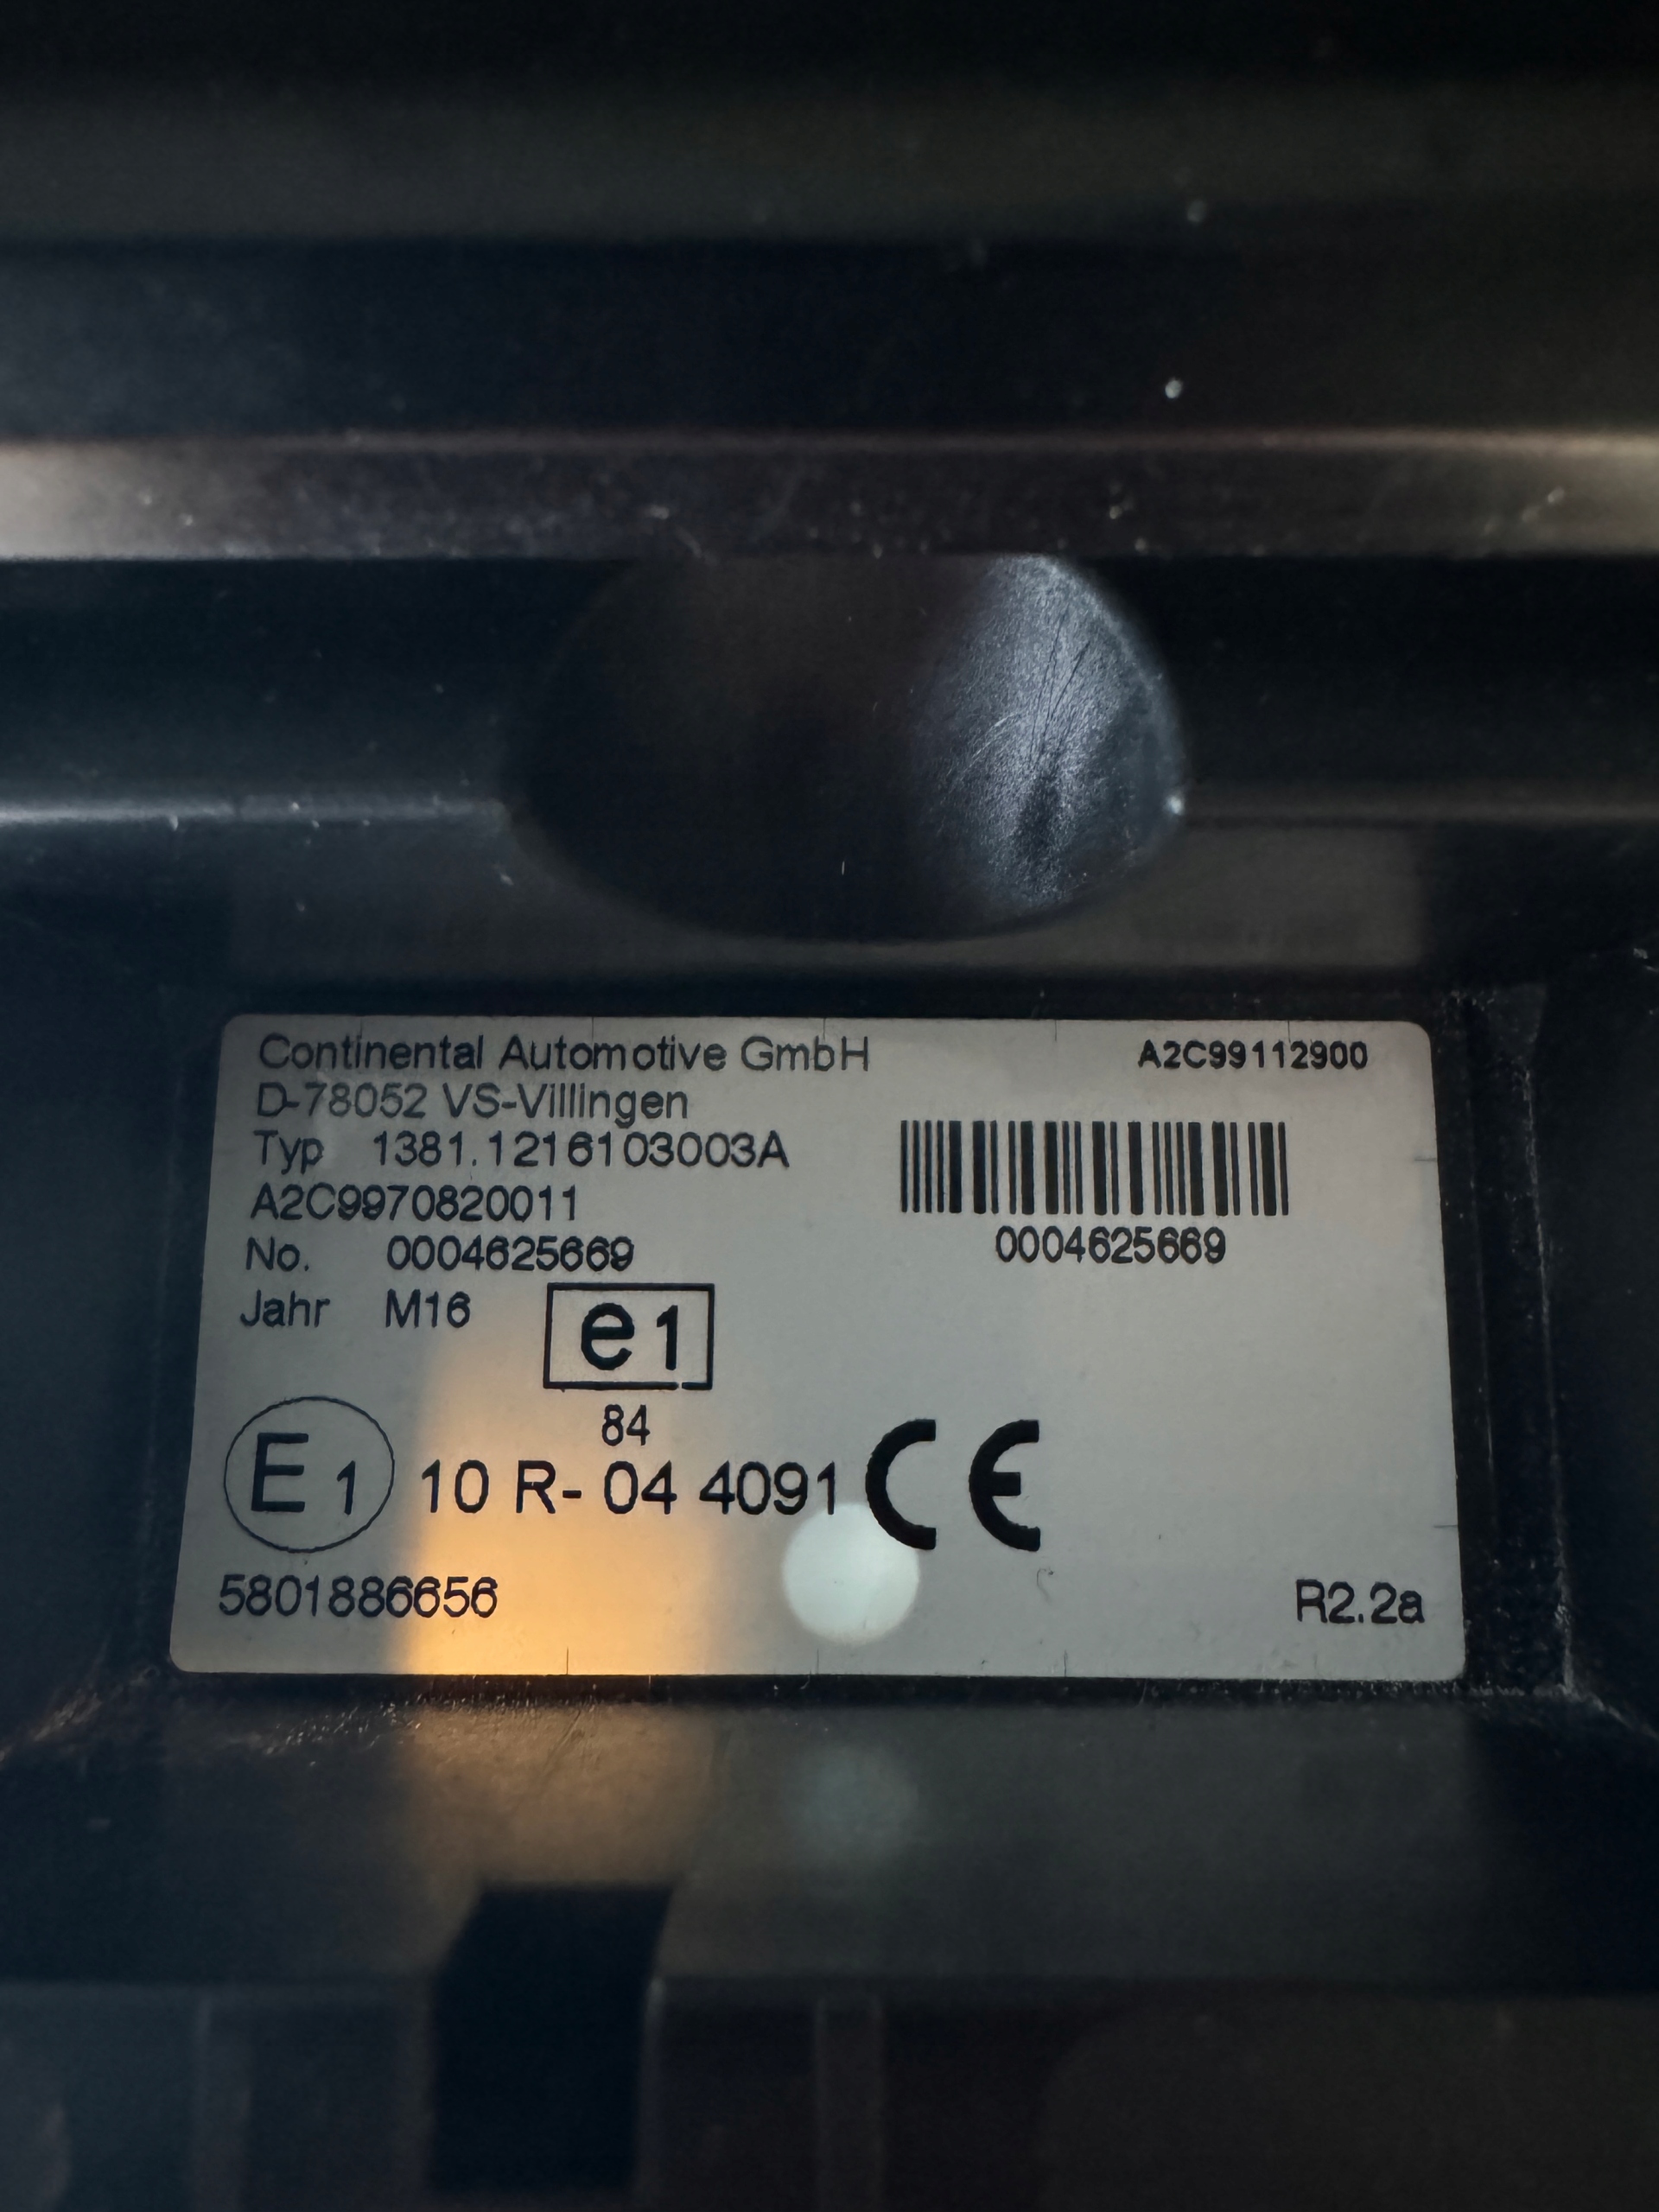 Continental Automotive GmbH A2C99112900
D-78052 VS-Villingen
Typ 1381.1216103003A
A2C9970820011
No. 0004625669 0004625669
Jahr M16 e1
84
E1 10 R- 04 4091 CE
5801886656 R2.2a